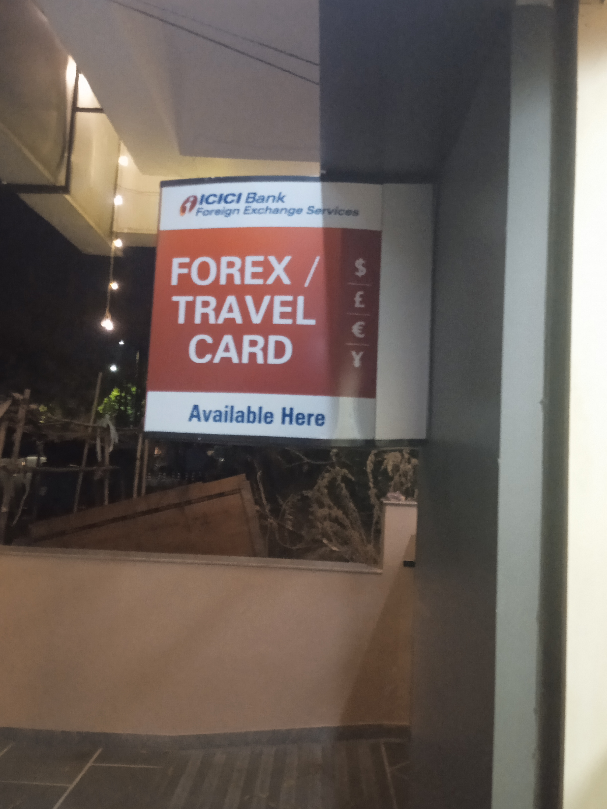 ICICI Bank
Foreign Exchange Services
FOREX /
TRAVEL
CARD
$
£
€
¥
Available Here